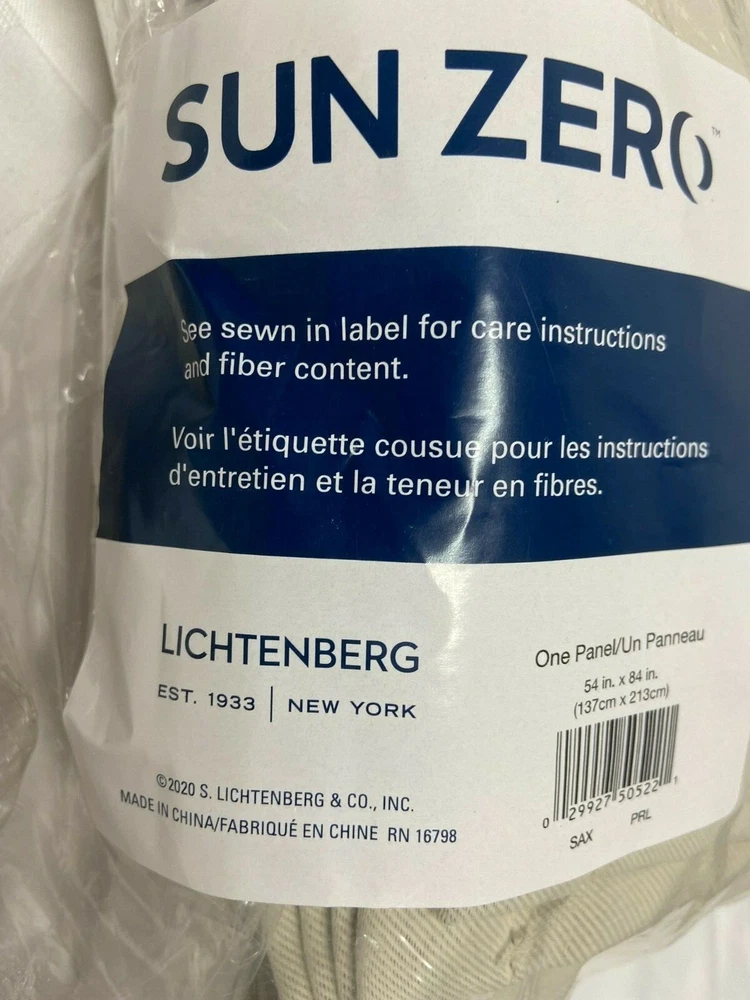 SUN ZERO™
See sewn in label for care instructions
and fiber content.
Voir l'étiquette cousue pour les instructions
d'entretien et la teneur en fibres.
LICHTENBERG
EST. 1933 | NEW YORK
One Panel/Un Panneau
54 in. x 84 in.
(137cm x 213cm)
0 29927 50522 1
SAX PRL
©2020 S. LICHTENBERG & CO., INC.
MADE IN CHINA/FABRIQUÉ EN CHINE RN 16798